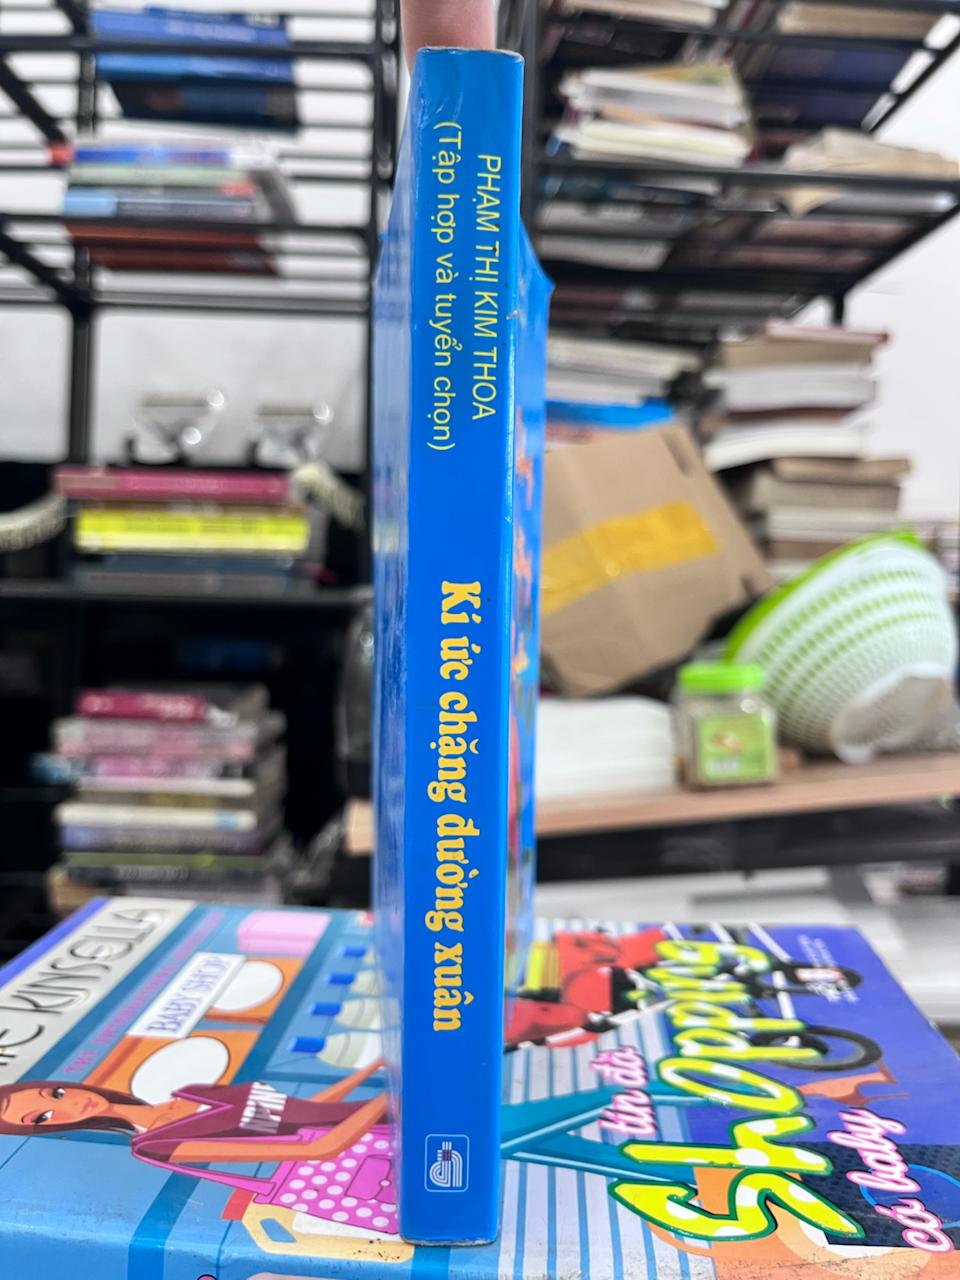 PHẠM THỊ KIM THOA
(Tập hợp và tuyển chọn)
Kí ức chặng đường xuân
KINSELLA
BABY SHOP
tín đồ
Shopping
có baby